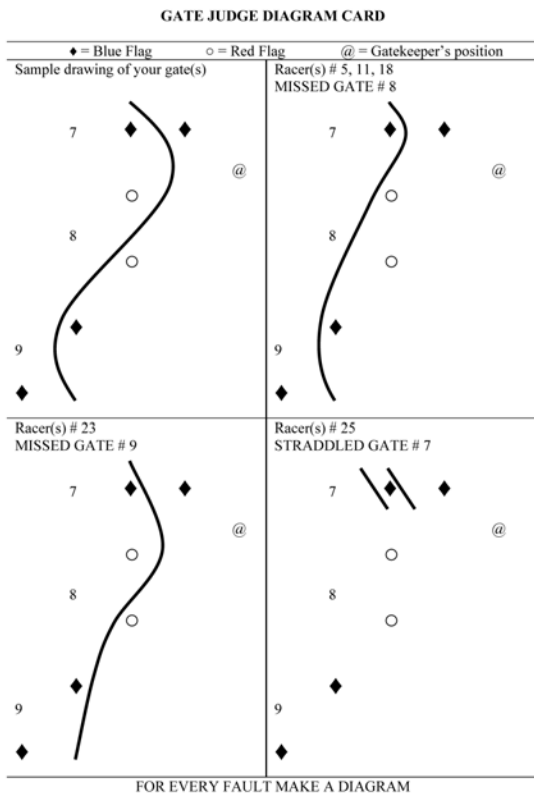 GATE JUDGE DIAGRAM CARD
♦ = Blue Flag ○ = Red Flag @ = Gatekeeper's position
Sample drawing of your gate(s)
7
@
8
9
Racer(s) # 5, 11, 18
MISSED GATE # 8
7
@
8
9
Racer(s) # 23
MISSED GATE # 9
7
@
8
9
Racer(s) # 25
STRADDLED GATE # 7
7
@
8
9
FOR EVERY FAULT MAKE A DIAGRAM